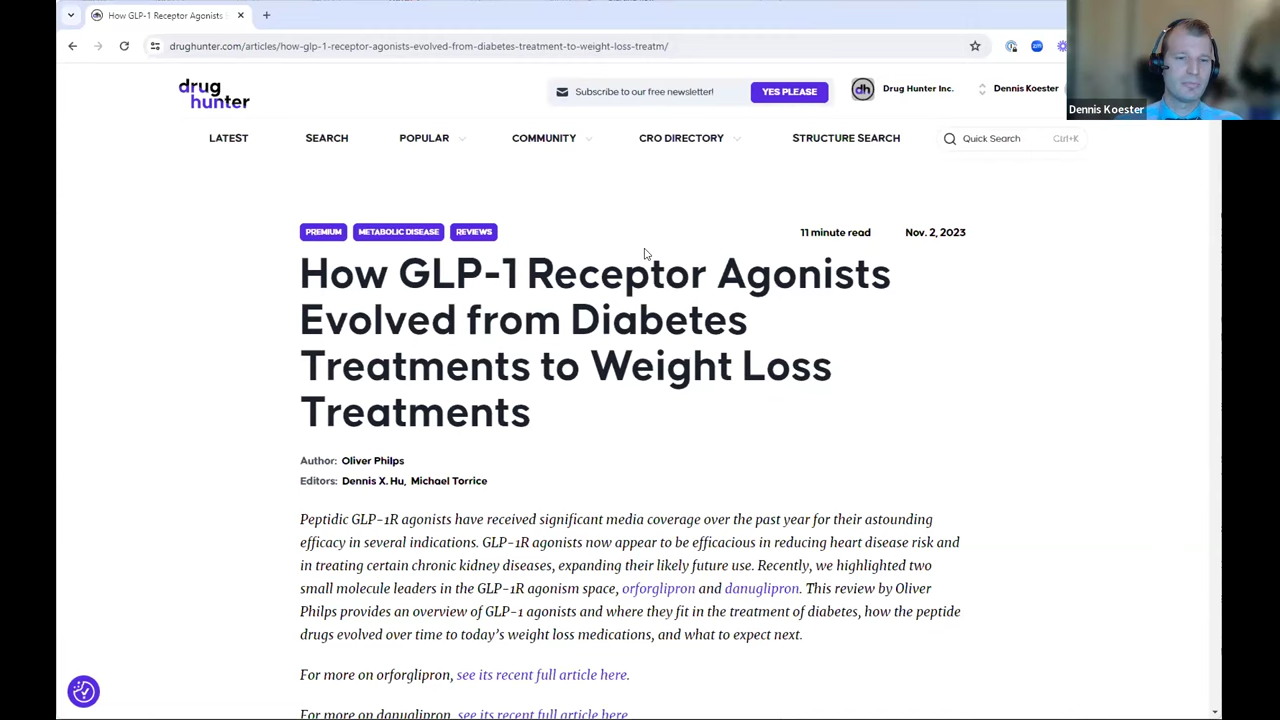 How GLP-1 Receptor Agonists
drughunter.com/articles/how-glp-1-receptor-agonists-evolved-from-diabetes-treatment-to-weight-loss-treatm/
Dennis Koester
drug
hunter
Subscribe to our free newsletter!
YES PLEASE
dh
Drug Hunter Inc.
Dennis Koester
LATEST
SEARCH
POPULAR
COMMUNITY
CRO DIRECTORY
STRUCTURE SEARCH
Quick Search
Ctrl+K
PREMIUM
METABOLIC DISEASE
REVIEWS
11 minute read
Nov. 2, 2023
How GLP-1 Receptor Agonists
Evolved from Diabetes
Treatments to Weight Loss
Treatments
Author: Oliver Philps
Editors: Dennis X. Hu, Michael Torrice
Peptidic GLP-1R agonists have received significant media coverage over the past year for their astounding
efficacy in several indications. GLP-1R agonists now appear to be efficacious in reducing heart disease risk and
in treating certain chronic kidney diseases, expanding their likely future use. Recently, we highlighted two
small molecule leaders in the GLP-1R agonism space, orforglipron and danuglipron. This review by Oliver
Philps provides an overview of GLP-1 agonists and where they fit in the treatment of diabetes, how the peptide
drugs evolved over time to today's weight loss medications, and what to expect next.
For more on orforglipron, see its recent full article here.
For more on danuglipron, see its recent full article here.